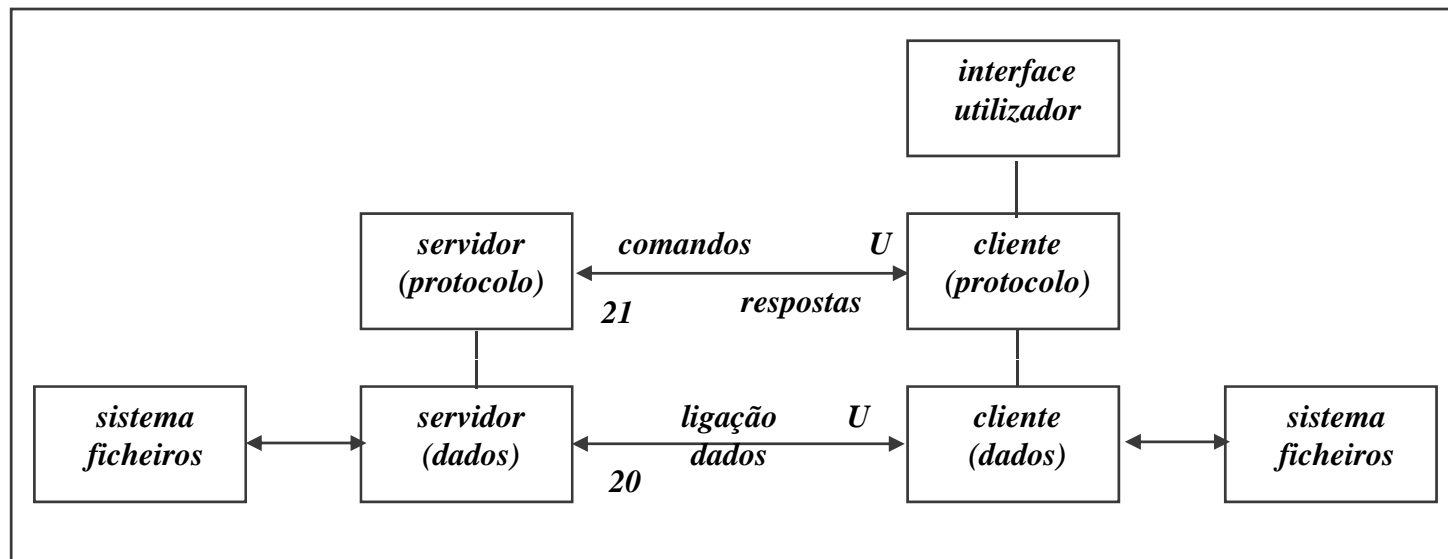 interface
utilizador
servidor
(protocolo)
comandos
U
respostas
21
cliente
(protocolo)
sistema
ficheiros
servidor
(dados)
ligação
dados
U
20
cliente
(dados)
sistema
ficheiros